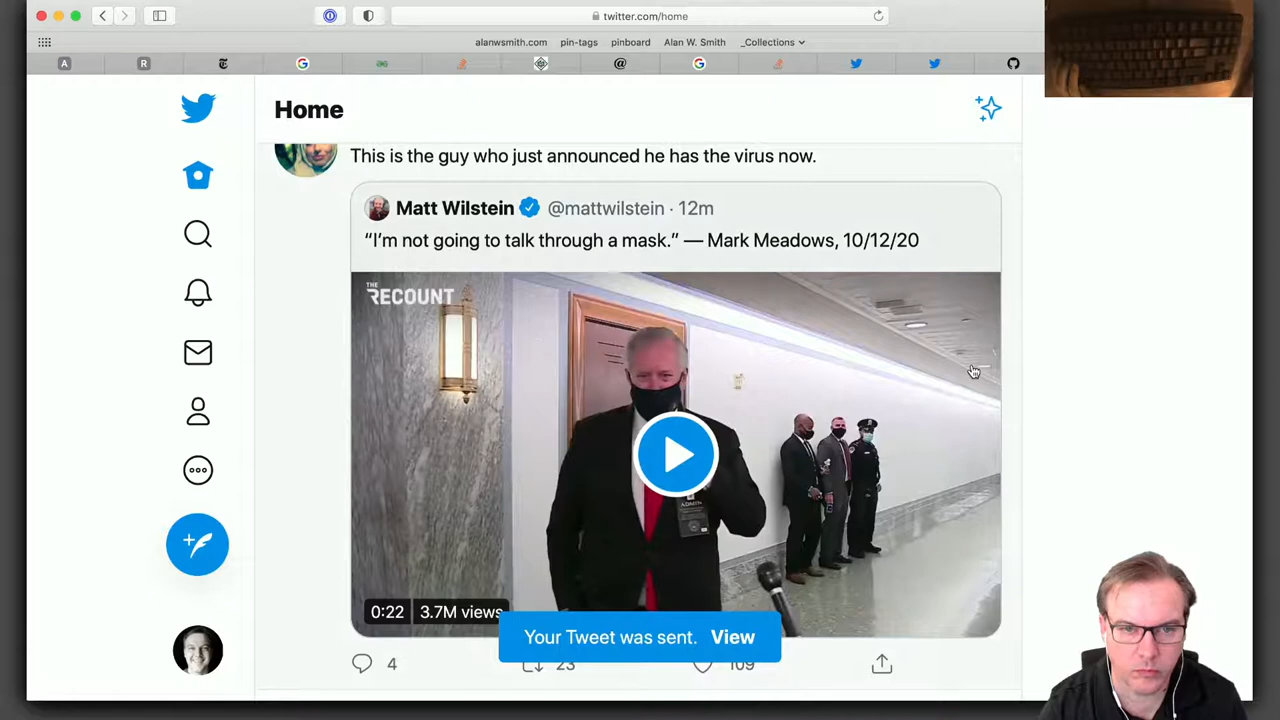 twitter.com/home
alanwsmith.com pin-tags pinboard Alan W. Smith _Collections
A R @
Home
This is the guy who just announced he has the virus now.
Matt Wilstein @mattwilstein · 12m
“I’m not going to talk through a mask.” — Mark Meadows, 10/12/20
THE
RECOUNT
0:22 3.7M views
Your Tweet was sent. View
4 23 109